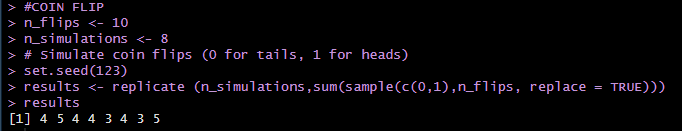 > #COIN FLIP
> n_flips <- 10
> n_simulations <- 8
> # Simulate coin flips (0 for tails, 1 for heads)
> set.seed(123)
> results <- replicate (n_simulations,sum(sample(c(0,1),n_flips, replace = TRUE)))
> results
[1] 4 5 4 4 3 4 3 5